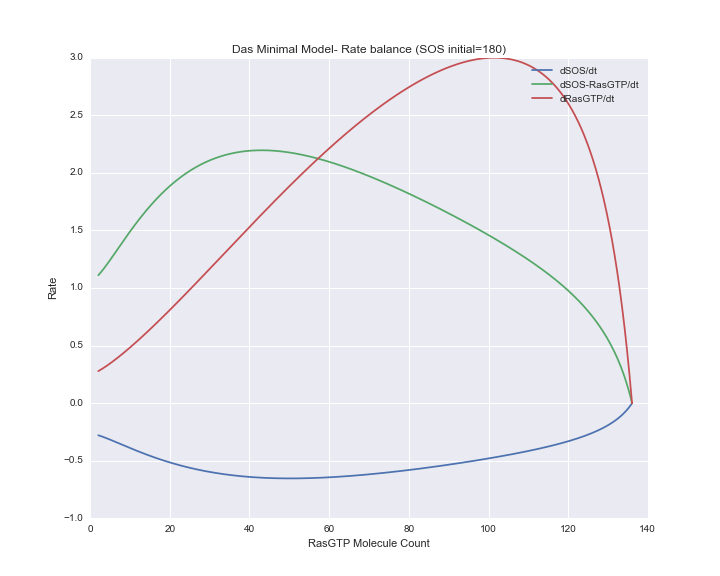 Das Minimal Model- Rate balance (SOS initial=180)
3.0
2.5
2.0
1.5
1.0
0.5
0.0
−0.5
−1.0
Rate
dSOS/dt
dSOS-RasGTP/dt
dRasGTP/dt
0 20 40 60 80 100 120 140
RasGTP Molecule Count